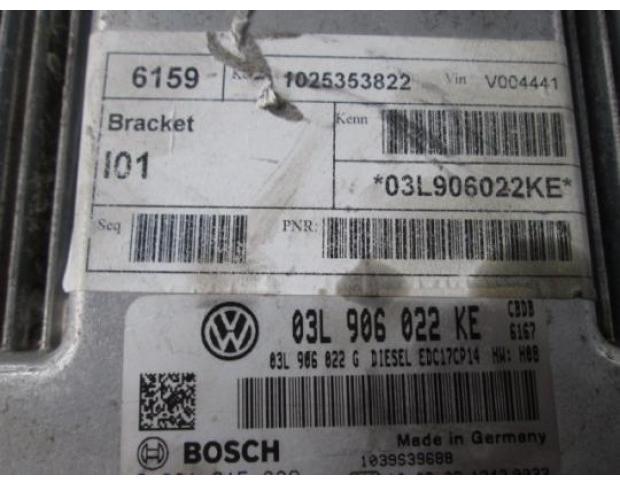 6159 1025353822 Vin V004441
Bracket
Kenn
I01
*03L906022KE*
Seq PNR:
03L 906 022 KE CBDB
6167
03L 906 022 G DIESEL EDC17CP14 HW: H08
BOSCH Made in Germany
1039S39688